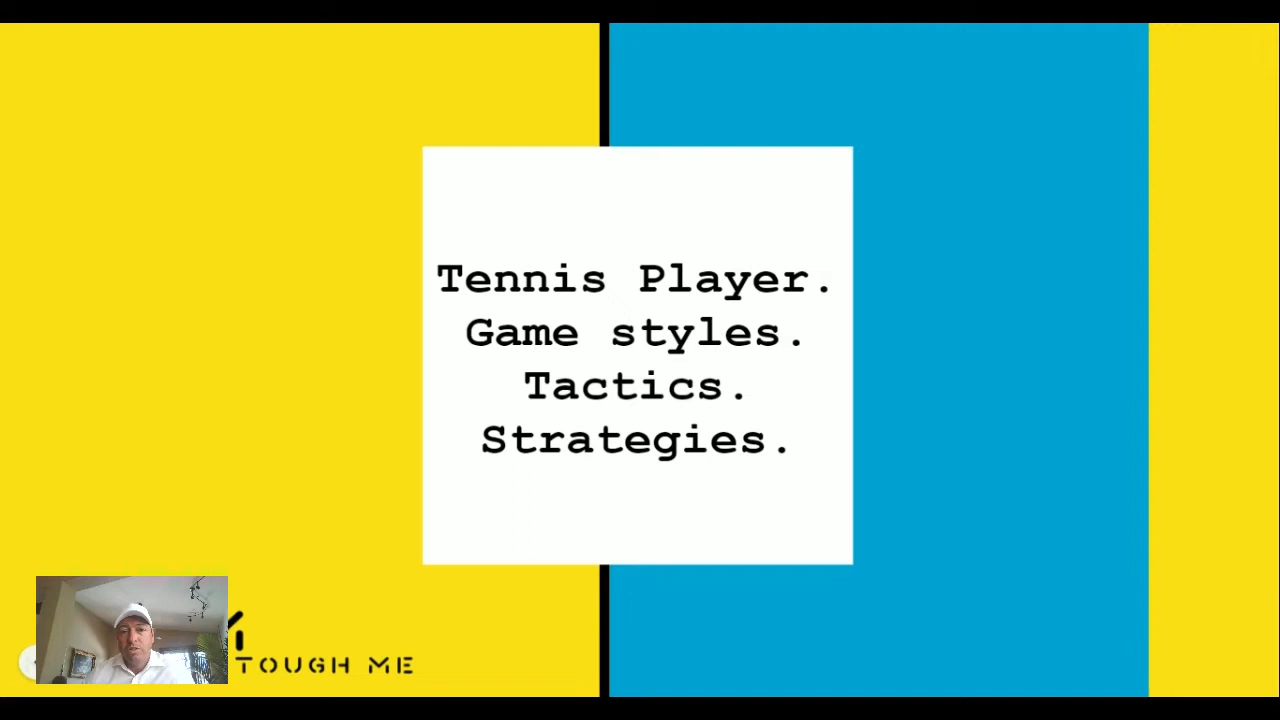 Tennis Player.
Game styles.
Tactics.
Strategies.
TOUGH ME